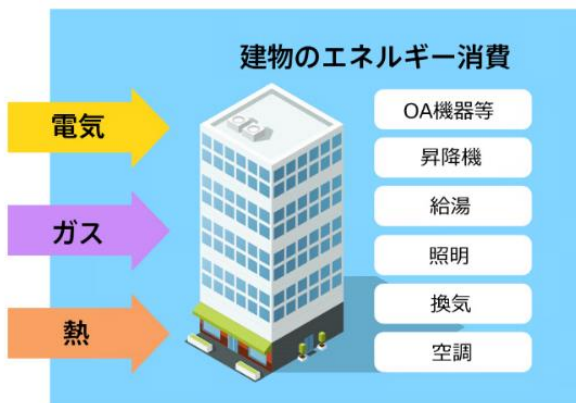 建物のエネルギー消費
電気
ガス
熱
OA機器等
昇降機
給湯
照明
換気
空調